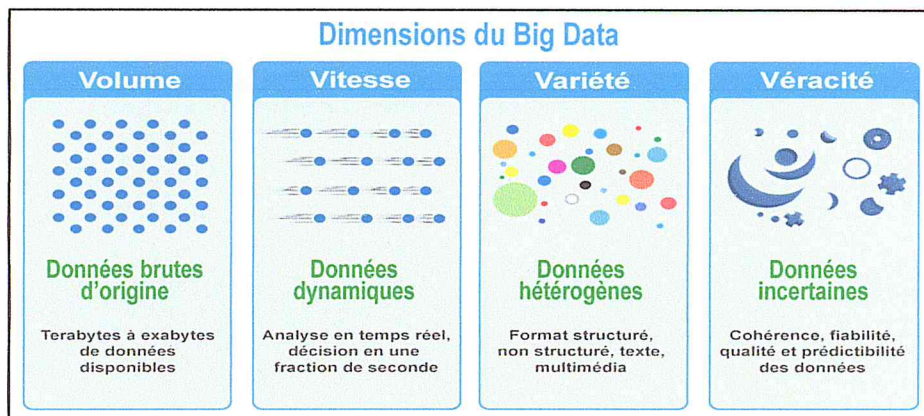 Dimensions du Big Data
Volume
Données brutes
d'origine
Terabytes à exabytes
de données
disponibles
Vitesse
Données
dynamiques
Analyse en temps réel,
décision en une
fraction de seconde
Variété
Données
hétérogènes
Format structuré,
non structuré, texte,
multimédia
Véracité
Données
incertaines
Cohérence, fiabilité,
qualité et prédictibilité
des données